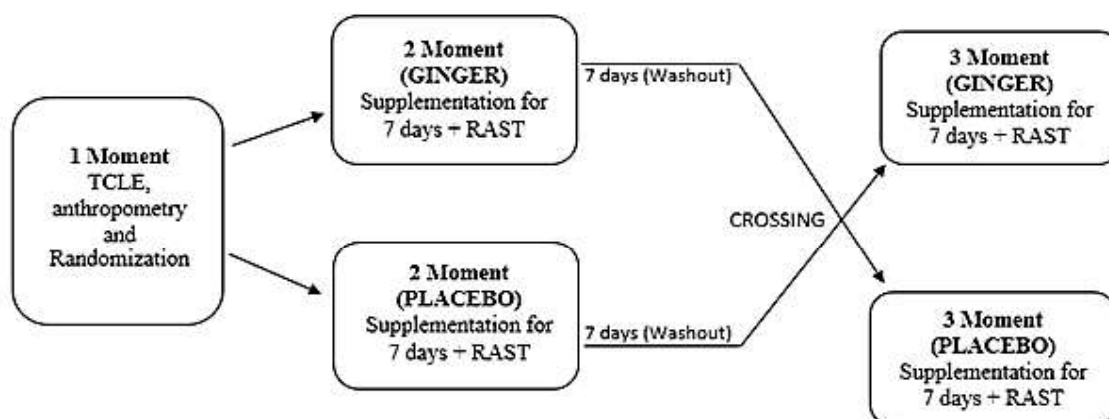 1 Moment
TCLE,
anthropometry
and
Randomization
2 Moment
(GINGER)
Supplementation for
7 days + RAST
7 days (Washout)
2 Moment
(PLACEBO)
Supplementation for
7 days + RAST
7 days (Washout)
CROSSING
3 Moment
(GINGER)
Supplementation for
7 days + RAST
3 Moment
(PLACEBO)
Supplementation for
7 days + RAST